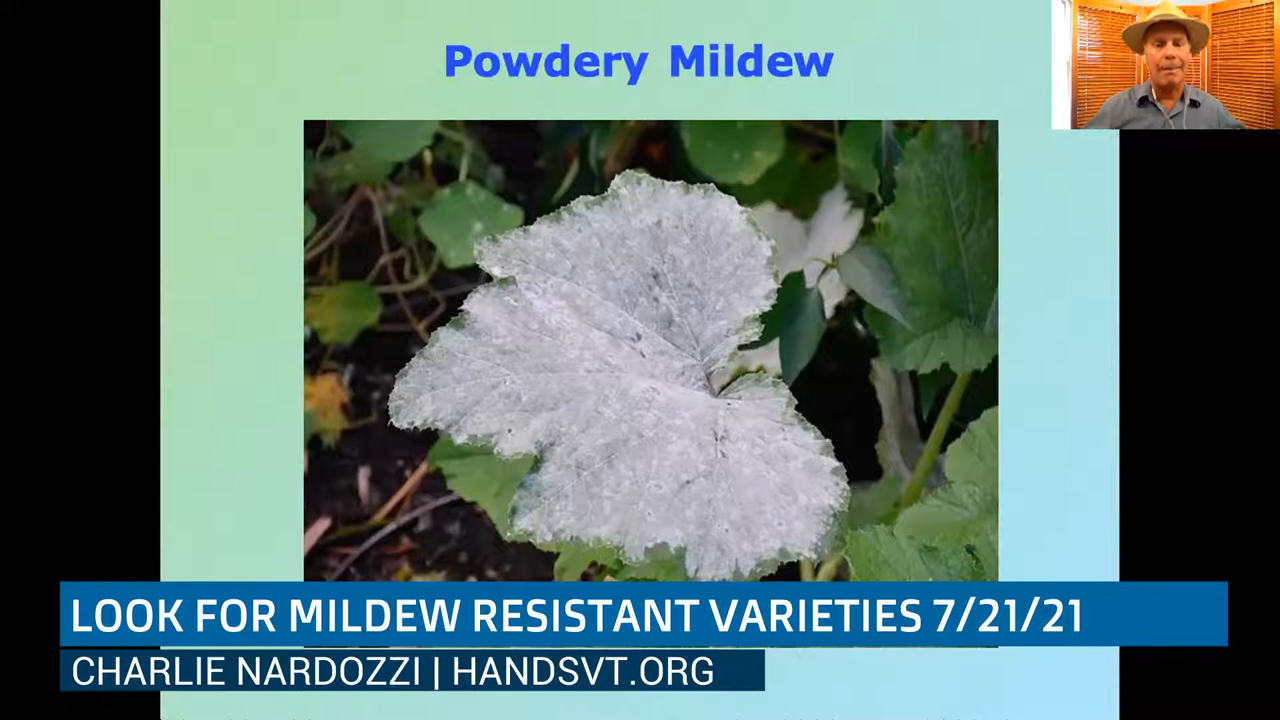 Powdery Mildew
LOOK FOR MILDEW RESISTANT VARIETIES 7/21/21
CHARLIE NARDOZZI | HANDSVT.ORG